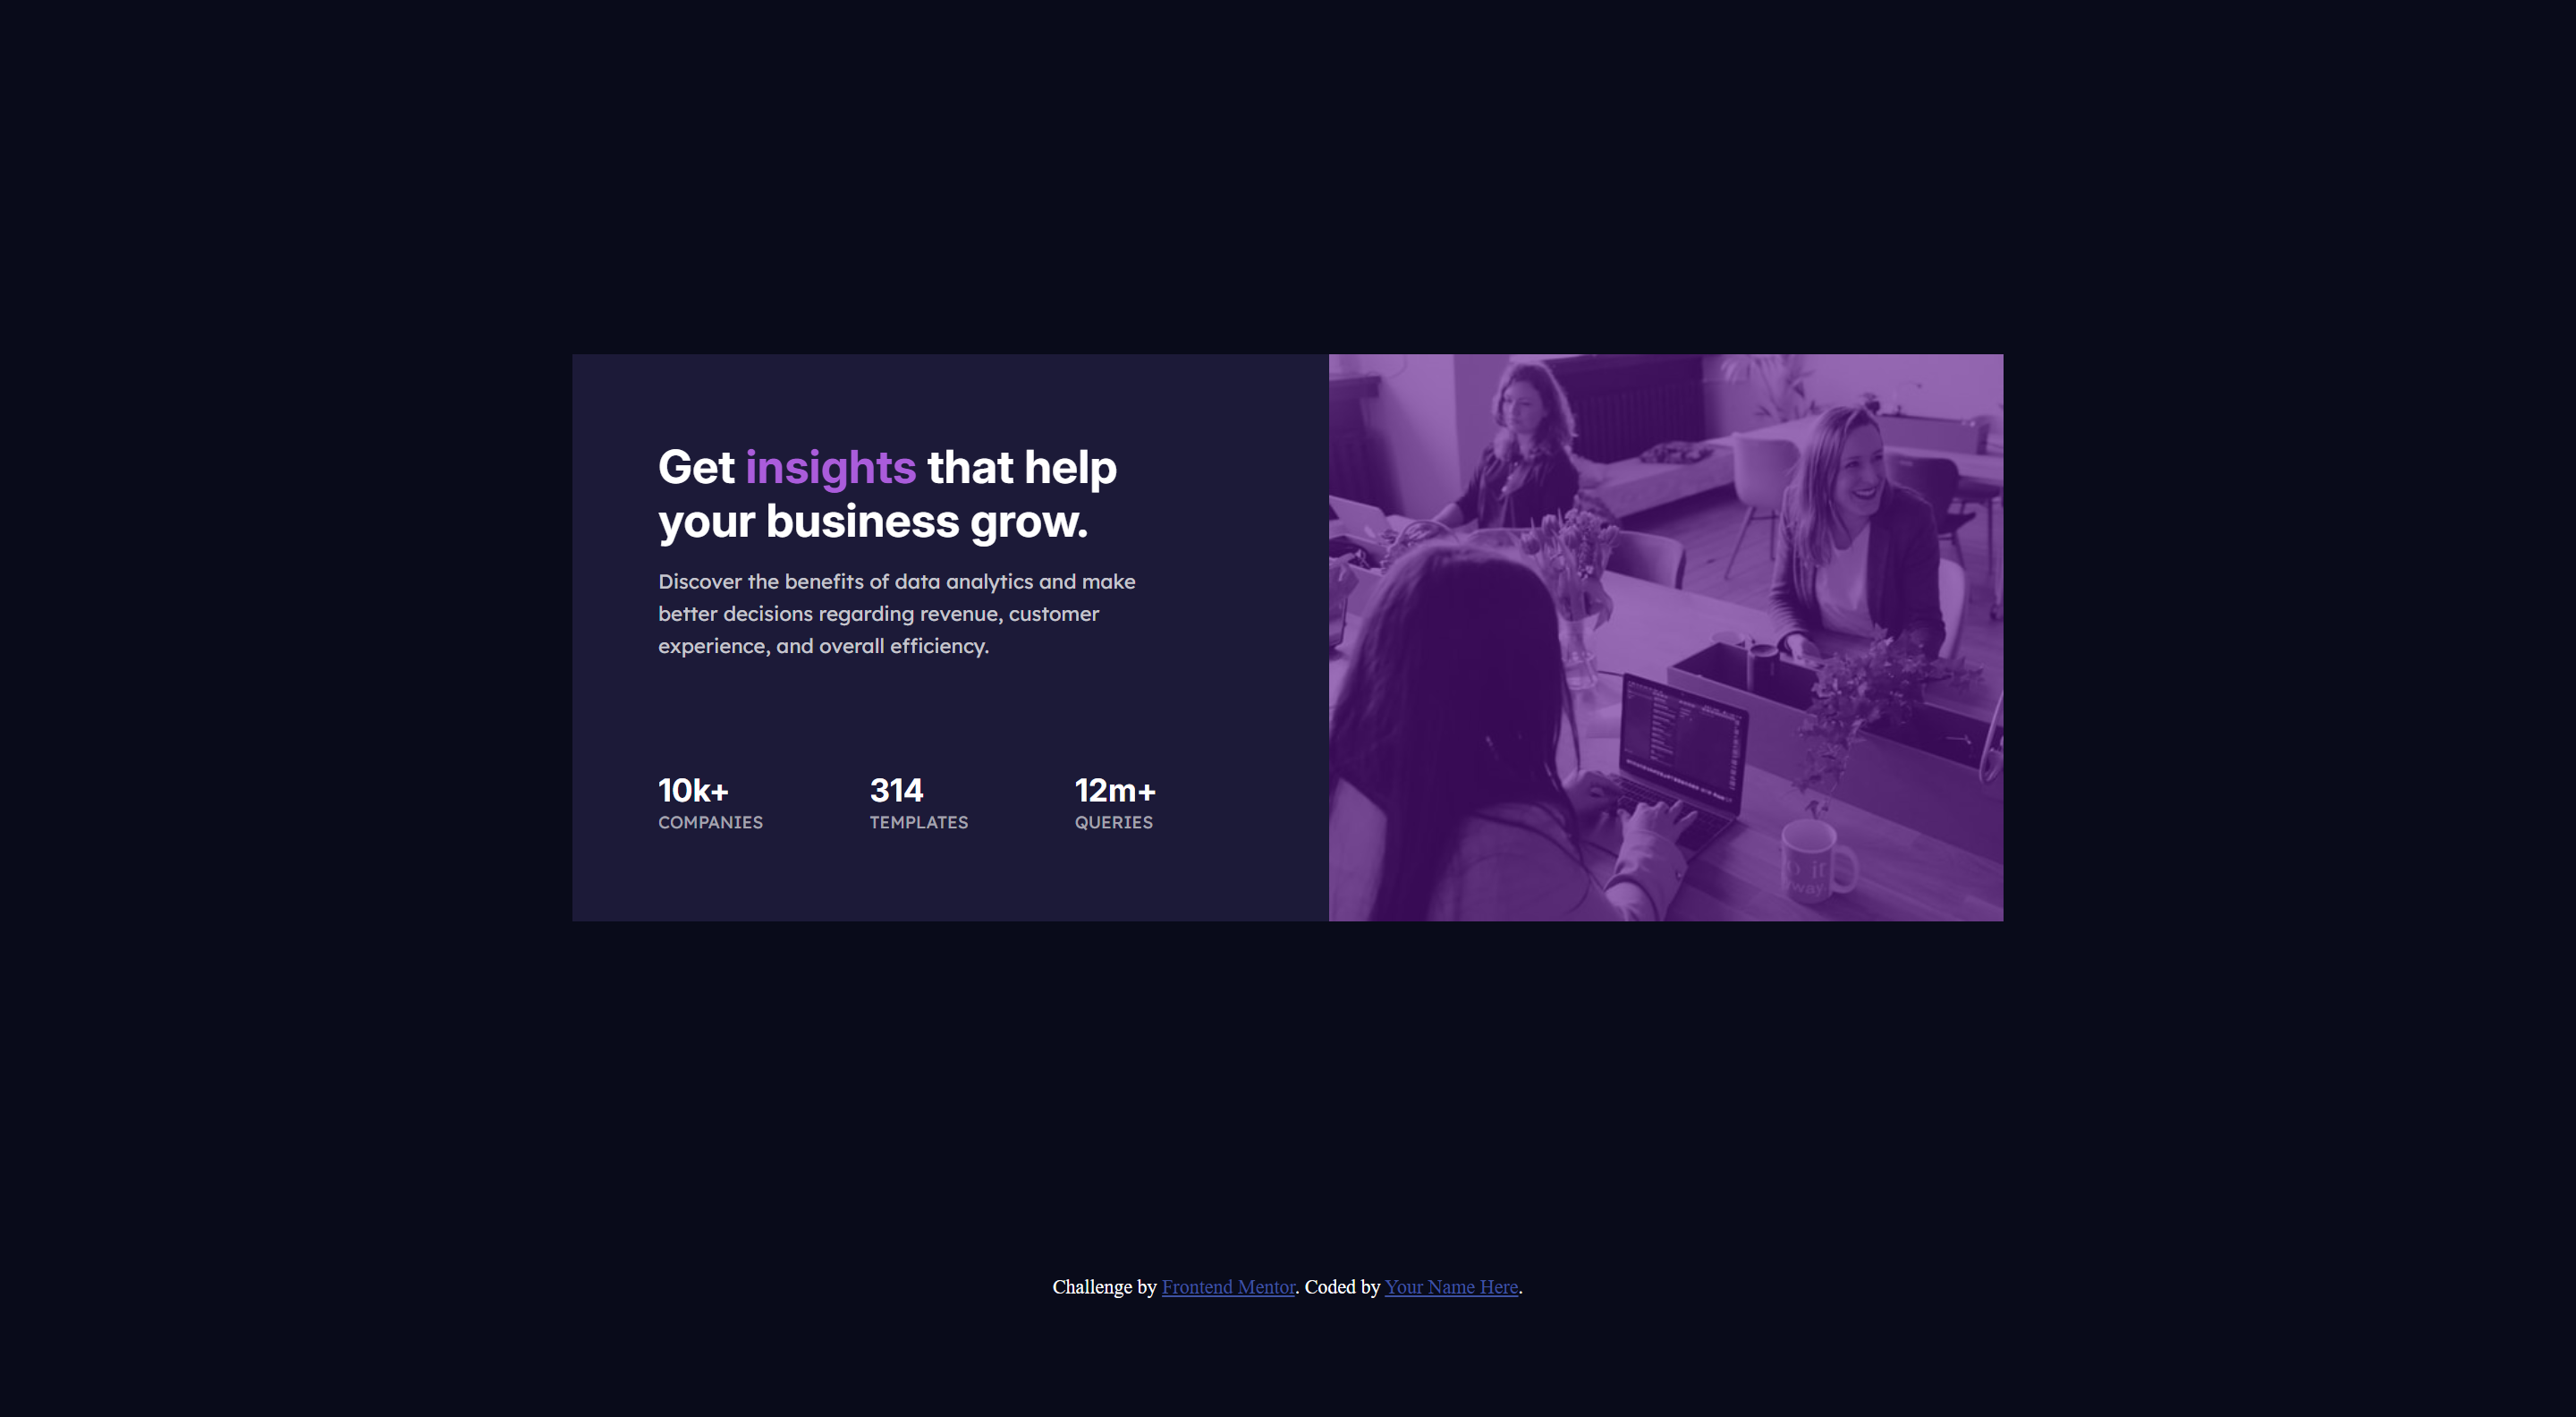 Get insights that help
your business grow.
Discover the benefits of data analytics and make
better decisions regarding revenue, customer
experience, and overall efficiency.
10k+
COMPANIES
314
TEMPLATES
12m+
QUERIES
Challenge by Frontend Mentor. Coded by Your Name Here.